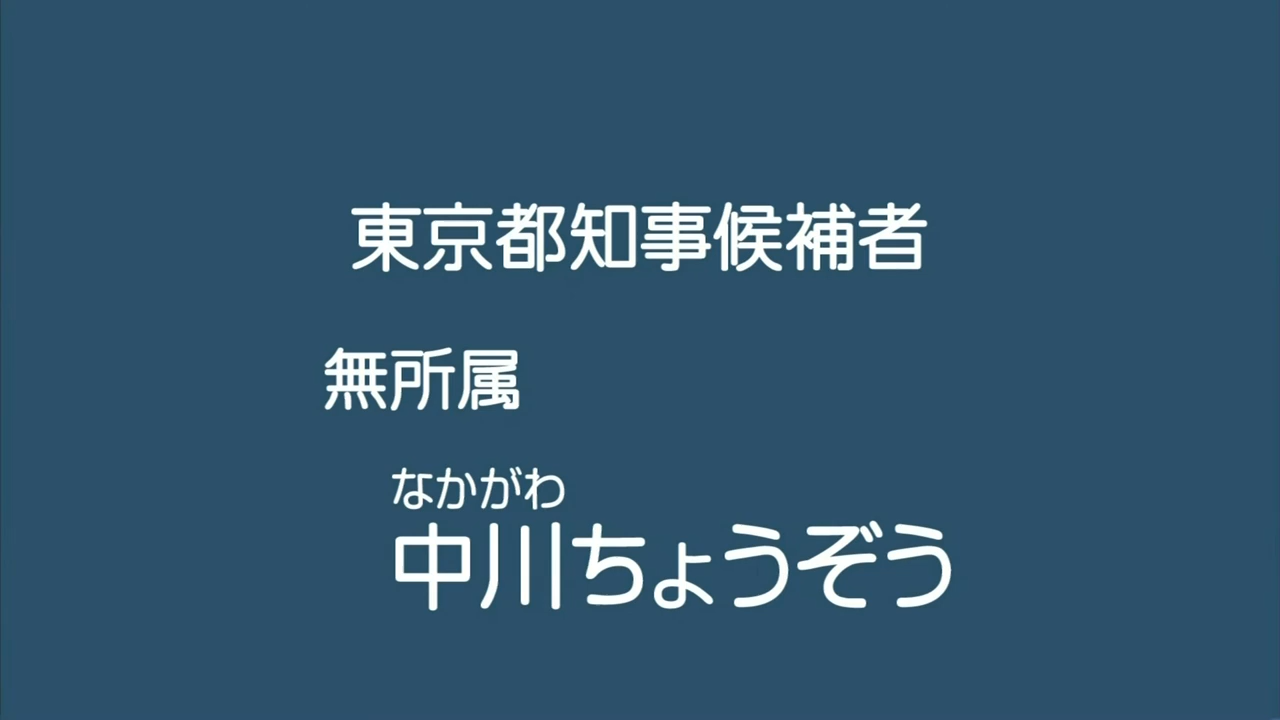 東京都知事候補者
無所属
なかがわ
中川ちょうぞう